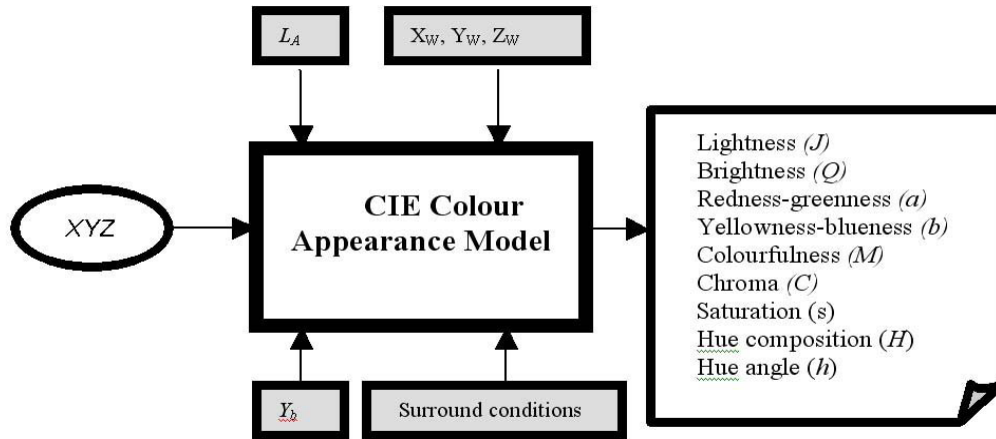 L_A
X_W, Y_W, Z_W
XYZ
CIE Colour
Appearance Model
Lightness (J)
Brightness (Q)
Redness-greenness (a)
Yellowness-blueness (b)
Colourfulness (M)
Chroma (C)
Saturation (s)
Hue composition (H)
Hue angle (h)
Y_b
Surround conditions